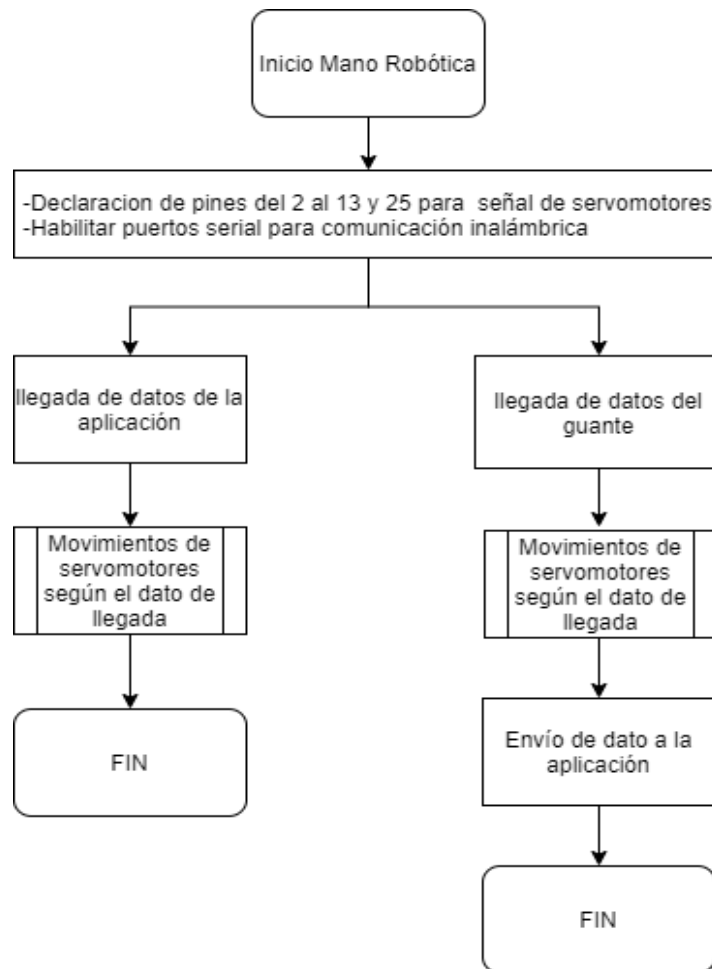 Inicio Mano Robótica
-Declaracion de pines del 2 al 13 y 25 para señal de servomotores
-Habilitar puertos serial para comunicación inalámbrica
llegada de datos de la
aplicación
Movimientos de
servomotores
según el dato de
llegada
FIN
llegada de datos del
guante
Movimientos de
servomotores
según el dato de
llegada
Envío de dato a la
aplicación
FIN